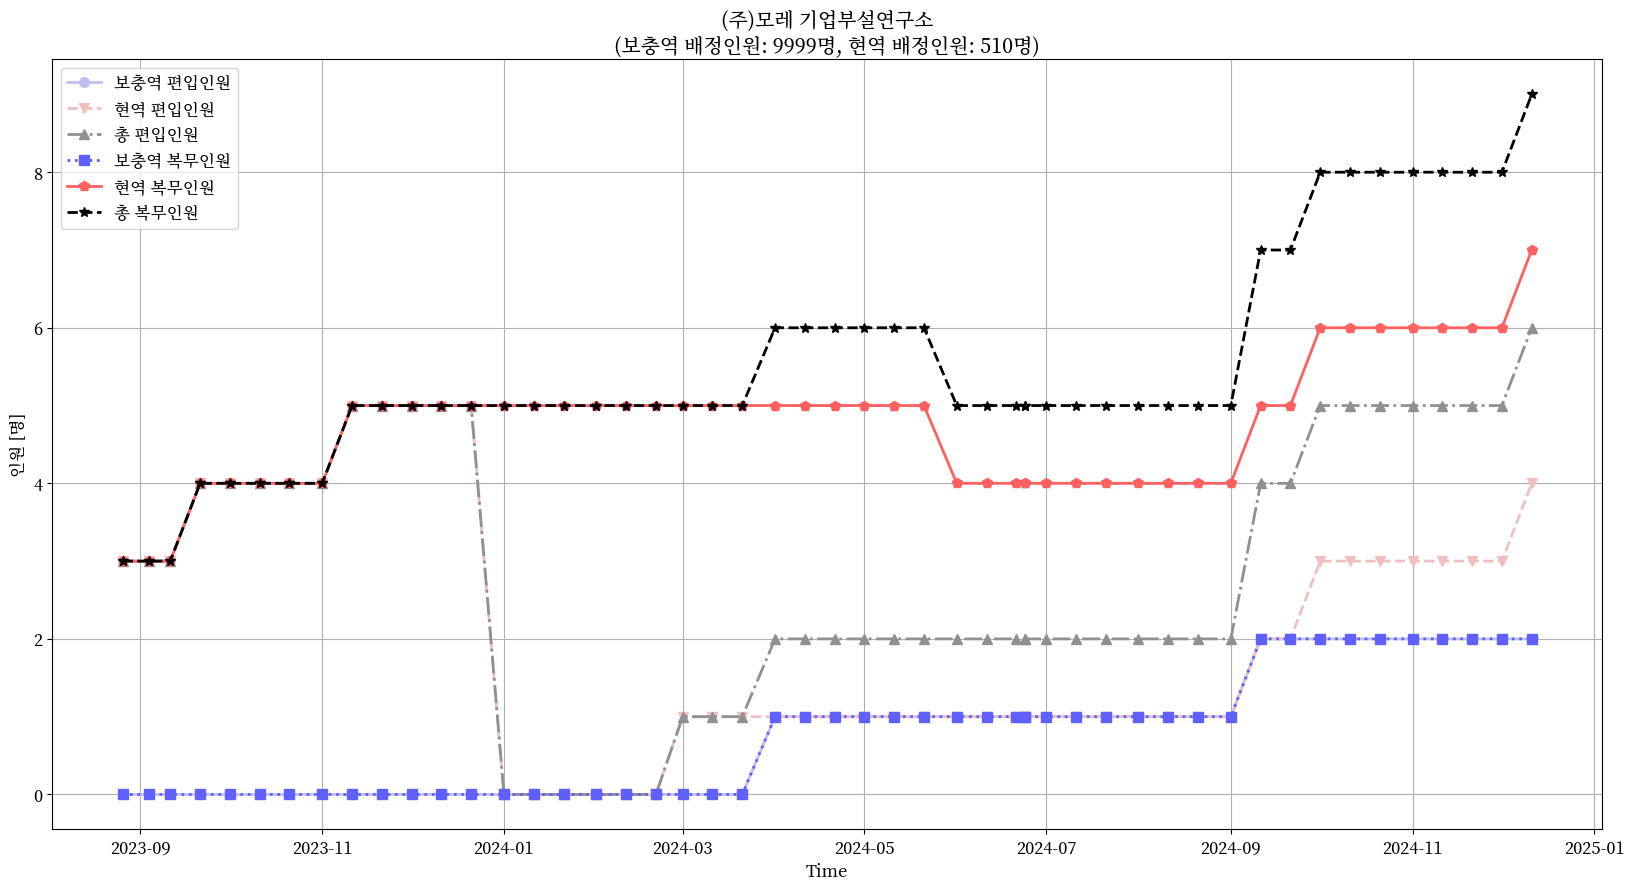 (주)모레 기업부설연구소
(보충역 배정인원: 9999명, 현역 배정인원: 510명)
보충역 편입인원
현역 편입인원
총 편입인원
보충역 복무인원
현역 복무인원
총 복무인원
인원 [명]
8
6
4
2
0
2023-09
2023-11
2024-01
2024-03
2024-05
2024-07
2024-09
2024-11
2025-01
Time